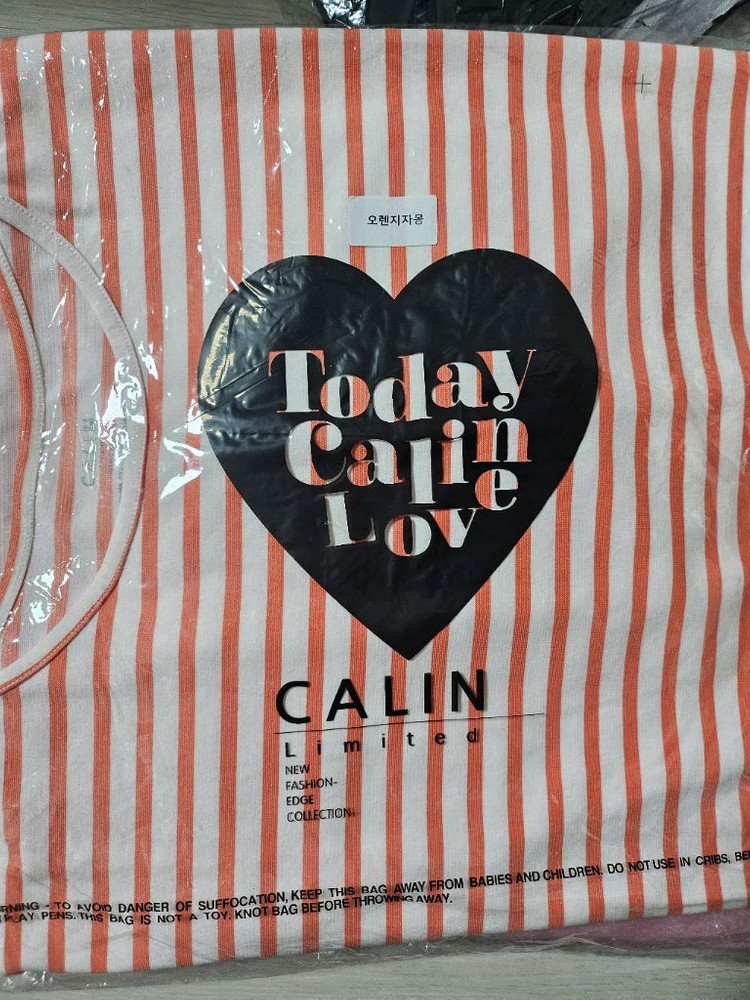 오렌지자몽
Today
Calin
Love
CALIN
Limited
NEW
FASHION-
EDGE
COLLECTION.
RNING - TO AVOID DANGER OF SUFFOCATION, KEEP THIS BAG AWAY FROM BABIES AND CHILDREN. DO NOT USE IN CRIBS, BE
PLAY PENS. THIS BAG IS NOT A TOY. KNOT BAG BEFORE THROWING AWAY.